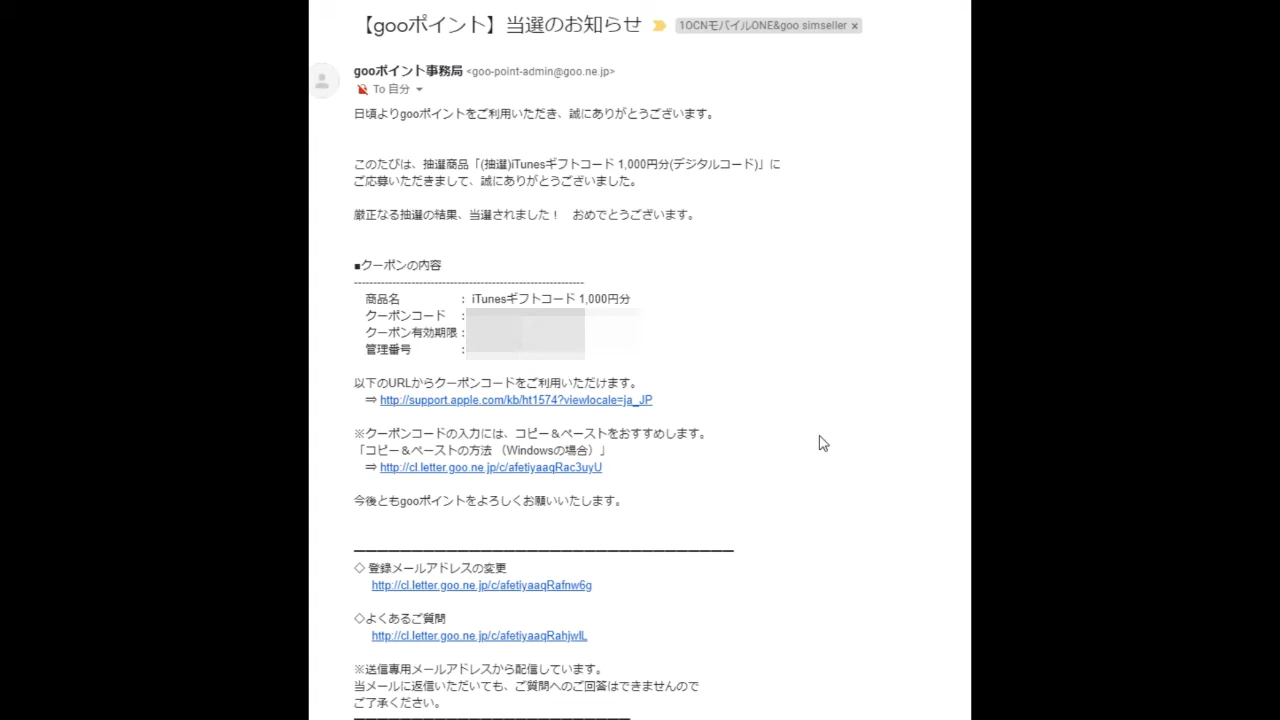 【gooポイント】当選のお知らせ
1OCNモバイルONE&goo simseller ×
gooポイント事務局 <goo-point-admin@goo.ne.jp>
To 自分
日頃よりgooポイントをご利用いただき、誠にありがとうございます。
このたびは、抽選商品「(抽選)iTunesギフトコード 1,000円分(デジタルコード)」に
ご応募いただきまして、誠にありがとうございました。
厳正なる抽選の結果、当選されました！　おめでとうございます。
■クーポンの内容
------------------------------------------------------------
商品名 ： iTunesギフトコード 1,000円分
クーポンコード ：
クーポン有効期限：
管理番号 ：
以下のURLからクーポンコードをご利用いただけます。
⇒ http://support.apple.com/kb/ht1574?viewlocale=ja_JP
※クーポンコードの入力には、コピー＆ペーストをおすすめします。
「コピー＆ペーストの方法 （Windowsの場合）」
⇒ http://cl.letter.goo.ne.jp/c/afetiyaaqRac3uyU
今後ともgooポイントをよろしくお願いいたします。
◇ 登録メールアドレスの変更
http://cl.letter.goo.ne.jp/c/afetiyaaqRafnw6g
◇よくあるご質問
http://cl.letter.goo.ne.jp/c/afetiyaaqRahjwlL
※送信専用メールアドレスから配信しています。
当メールに返信いただいても、ご質問へのご回答はできませんので
ご了承ください。